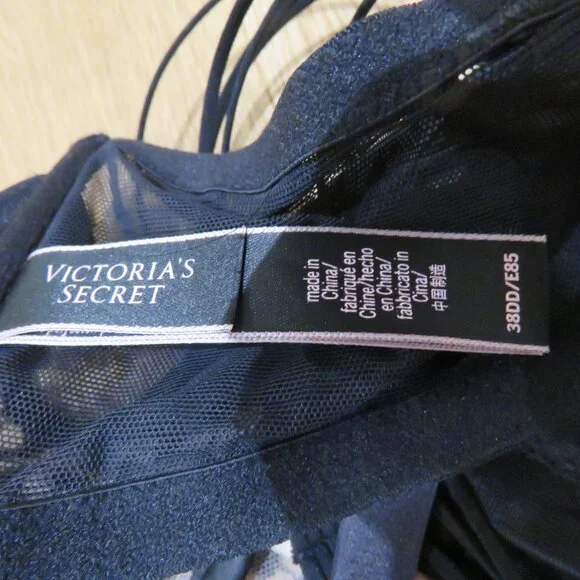 VICTORIA'S
SECRET
made in
China/
fabriqué en
Chine/hecho
en China/
fabbricato in
Cina/
中国制造
38DD/E85